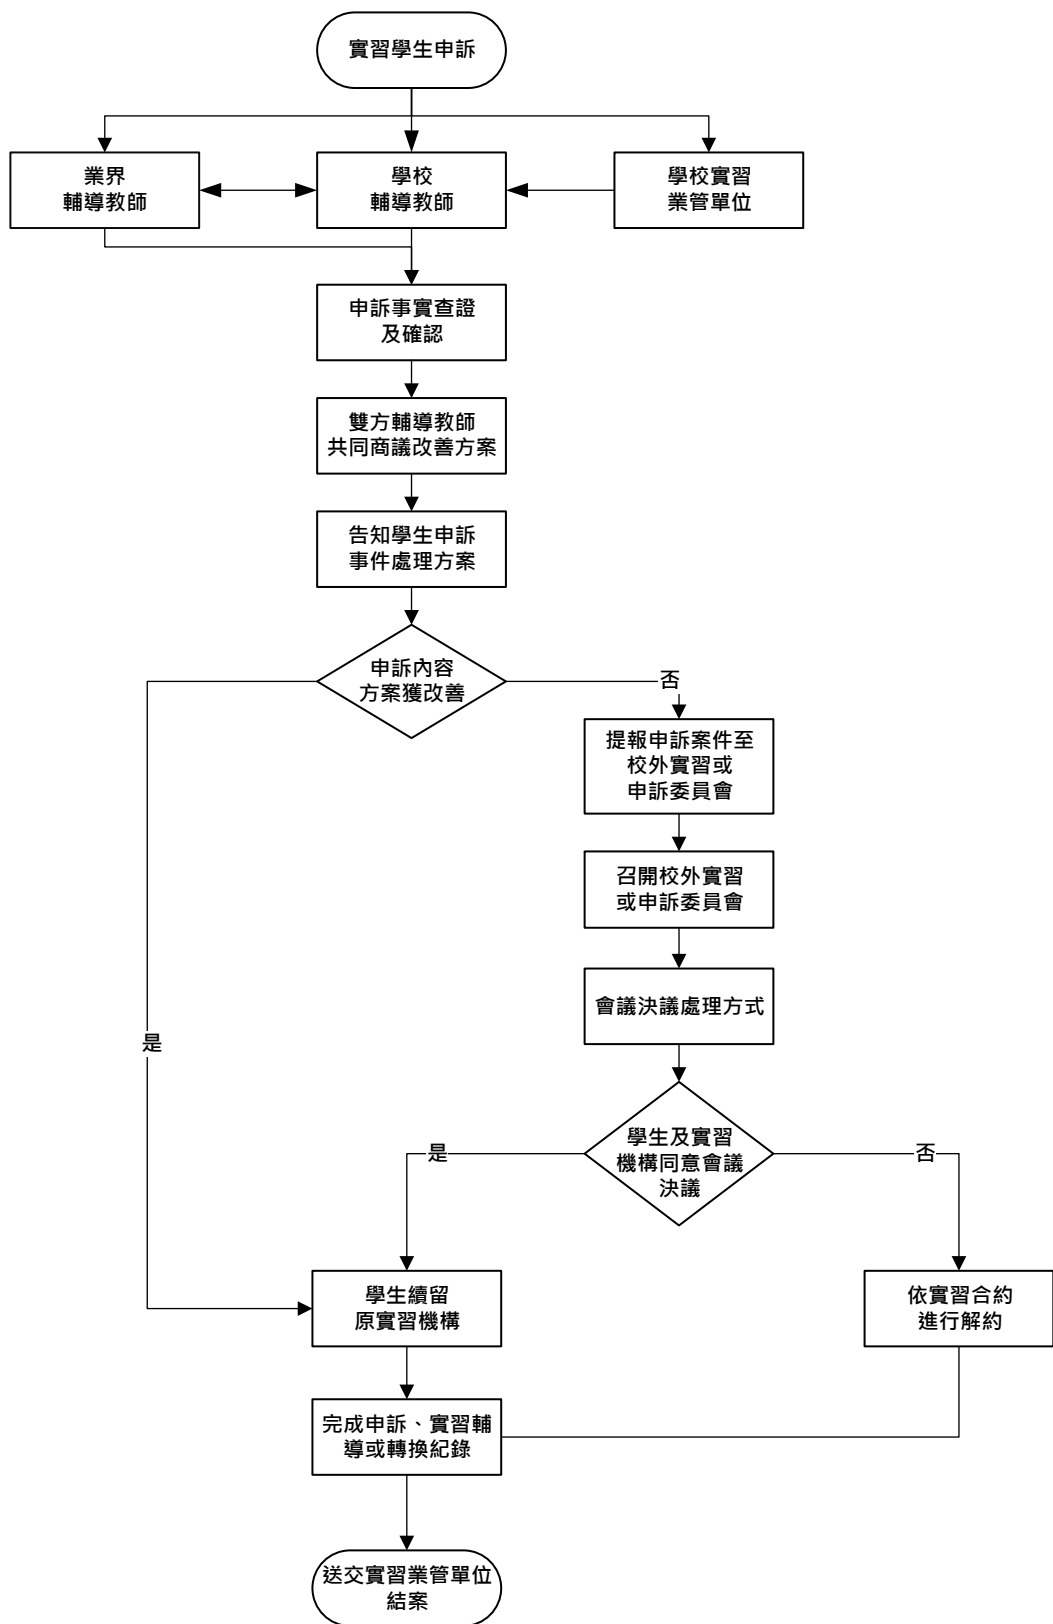 實習學生申訴
業界
輔導教師
學校
輔導教師
學校實習
業管單位
申訴事實查證
及確認
雙方輔導教師
共同商議改善方案
告知學生申訴
事件處理方案
申訴內容
方案獲改善
否
提報申訴案件至
校外實習或
申訴委員會
召開校外實習
或申訴委員會
會議決議處理方式
是
學生及實習
機構同意會議
決議
是
否
學生續留
原實習機構
依實習合約
進行解約
完成申訴、實習輔
導或轉換紀錄
送交實習業管單位
結案